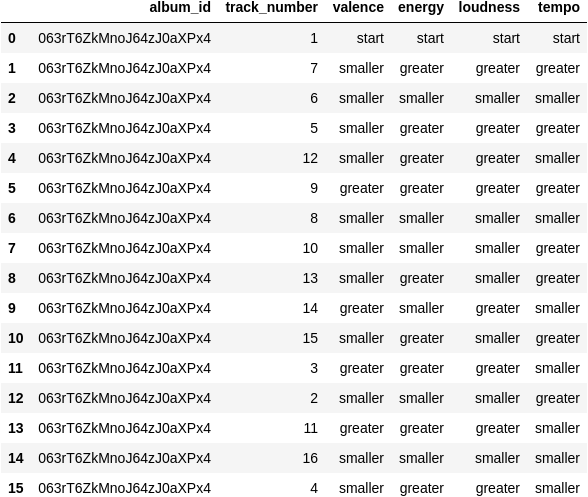 album_id track_number valence energy loudness tempo
0 063rT6ZkMnoJ64zJ0aXPx4 1 start start start start
1 063rT6ZkMnoJ64zJ0aXPx4 7 smaller greater greater greater
2 063rT6ZkMnoJ64zJ0aXPx4 6 smaller smaller smaller smaller
3 063rT6ZkMnoJ64zJ0aXPx4 5 smaller greater greater greater
4 063rT6ZkMnoJ64zJ0aXPx4 12 smaller greater greater smaller
5 063rT6ZkMnoJ64zJ0aXPx4 9 greater greater greater greater
6 063rT6ZkMnoJ64zJ0aXPx4 8 smaller smaller smaller smaller
7 063rT6ZkMnoJ64zJ0aXPx4 10 smaller smaller smaller greater
8 063rT6ZkMnoJ64zJ0aXPx4 13 smaller greater smaller greater
9 063rT6ZkMnoJ64zJ0aXPx4 14 greater smaller greater smaller
10 063rT6ZkMnoJ64zJ0aXPx4 15 smaller greater smaller greater
11 063rT6ZkMnoJ64zJ0aXPx4 3 greater greater greater smaller
12 063rT6ZkMnoJ64zJ0aXPx4 2 smaller smaller smaller greater
13 063rT6ZkMnoJ64zJ0aXPx4 11 greater greater greater smaller
14 063rT6ZkMnoJ64zJ0aXPx4 16 smaller smaller smaller smaller
15 063rT6ZkMnoJ64zJ0aXPx4 4 smaller greater greater smaller